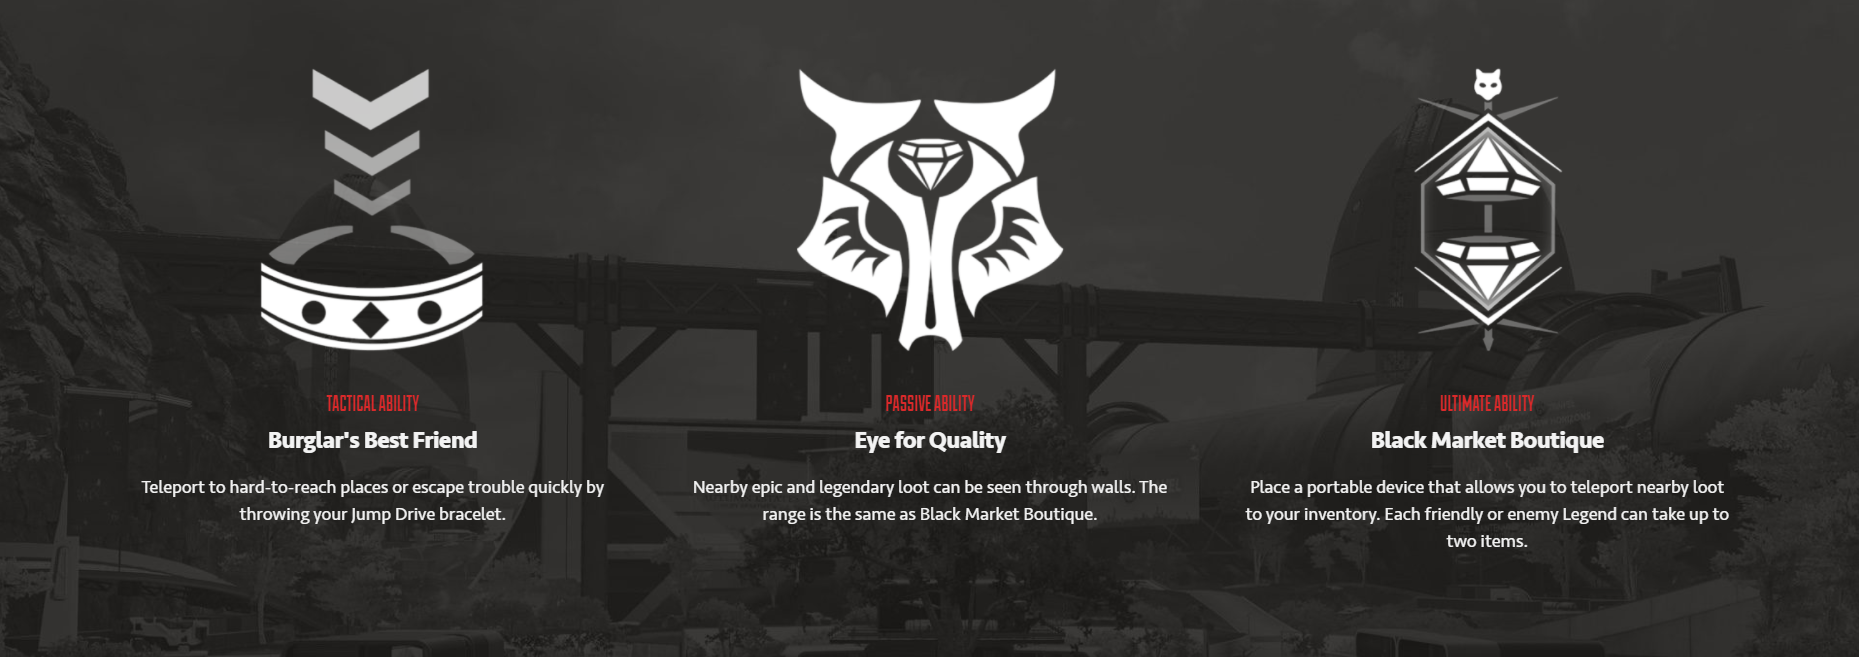 TACTICAL ABILITY
Burglar's Best Friend
Teleport to hard-to-reach places or escape trouble quickly by
throwing your Jump Drive bracelet.
PASSIVE ABILITY
Eye for Quality
Nearby epic and legendary loot can be seen through walls. The
range is the same as Black Market Boutique.
ULTIMATE ABILITY
Black Market Boutique
Place a portable device that allows you to teleport nearby loot
to your inventory. Each friendly or enemy Legend can take up to
two items.